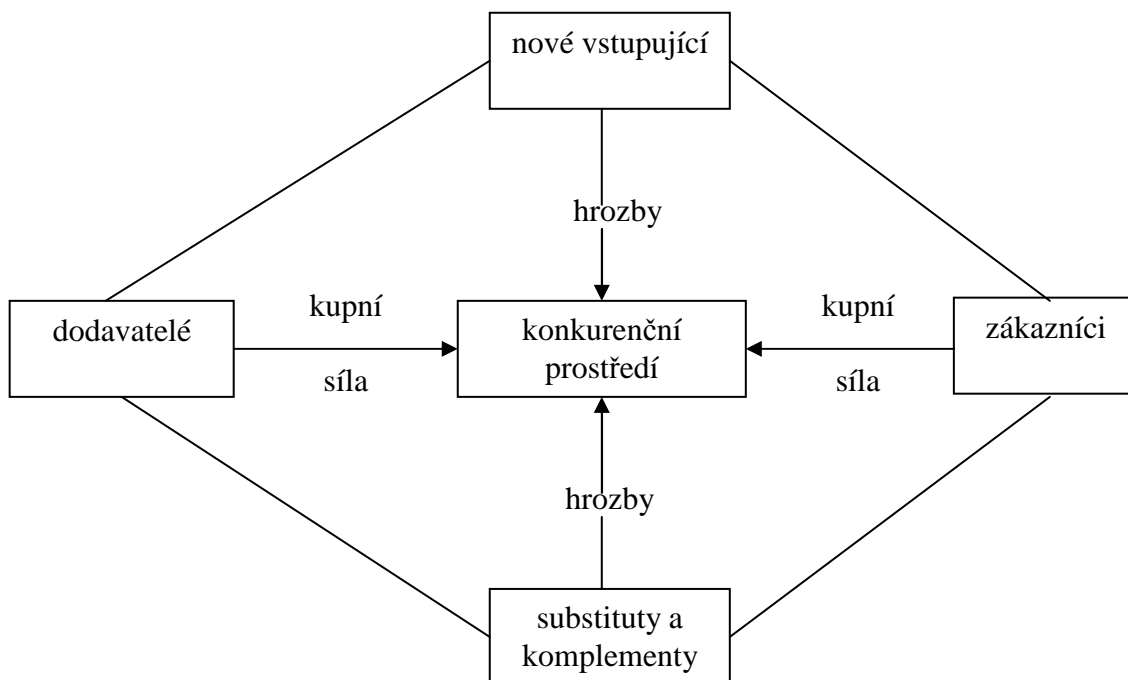 nové vstupující
hrozby
kupní
kupní
dodavatelé
konkurenční
prostředí
zákazníci
síla
síla
hrozby
substituty a
komplementy